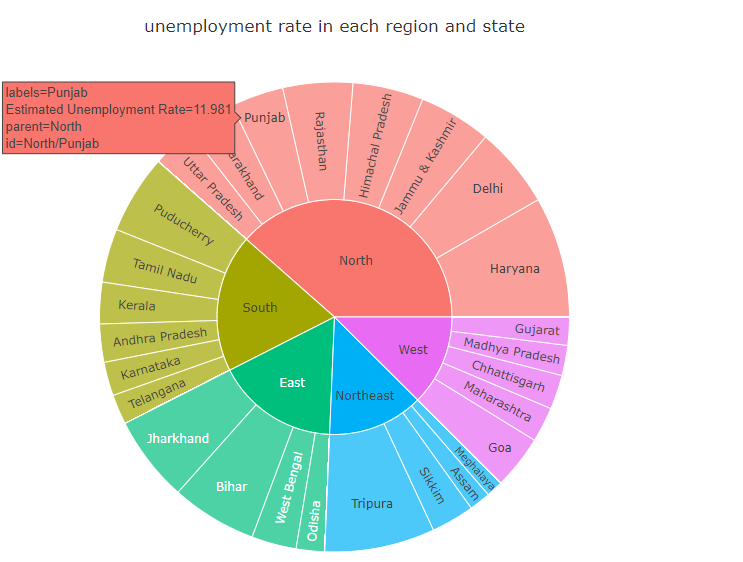 unemployment rate in each region and state
labels=Punjab
Estimated Unemployment Rate=11.981
parent=North
id=North/Punjab
Punjab
Rajasthan
Himachal Pradesh
Jammu & Kashmir
Delhi
Haryana
arakhand
Uttar Pradesh
North
Puducherry
Tamil Nadu
Kerala
Andhra Pradesh
Karnataka
Telangana
South
East
Jharkhand
Bihar
West Bengal
Odisha
Northeast
Tripura
Sikkim
Assam
Meghalaya
West
Gujarat
Madhya Pradesh
Chhattisgarh
Maharashtra
Goa